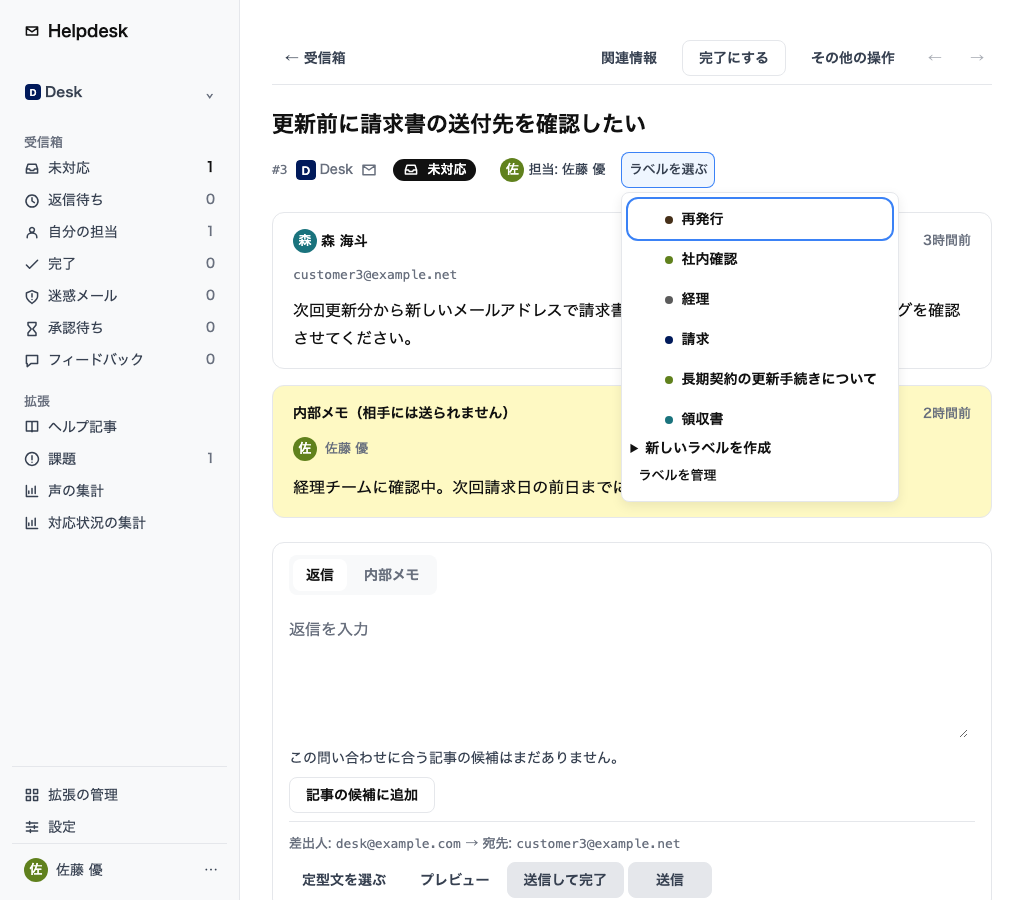 Helpdesk
D Desk
受信箱
未対応 1
返信待ち 0
自分の担当 1
完了 0
迷惑メール 0
承認待ち 0
フィードバック 0
拡張
ヘルプ記事
課題 1
声の集計
対応状況の集計
拡張の管理
設定
佐 佐藤 優 ...
← 受信箱 関連情報 完了にする その他の操作 ← →
更新前に請求書の送付先を確認したい
#3 D Desk 未対応 佐 担当: 佐藤 優 ラベルを選ぶ
再発行
社内確認
経理
請求
長期契約の更新手続きについて
領収書
新しいラベルを作成
ラベルを管理
森 森 海斗 3時間前
customer3@example.net
次回更新分から新しいメールアドレスで請求書 グを確認
させてください。
内部メモ（相手には送られません） 2時間前
佐 佐藤 優
経理チームに確認中。次回請求日の前日までに
返信 内部メモ
返信を入力
この問い合わせに合う記事の候補はまだありません。
記事の候補に追加
差出人: desk@example.com → 宛先: customer3@example.net
定型文を選ぶ プレビュー 送信して完了 送信